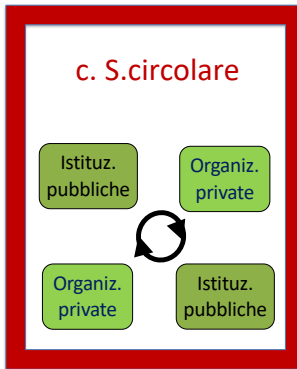 c. S.circolare
Istituz.
pubbliche
Organiz.
private
Organiz.
private
Istituz.
pubbliche